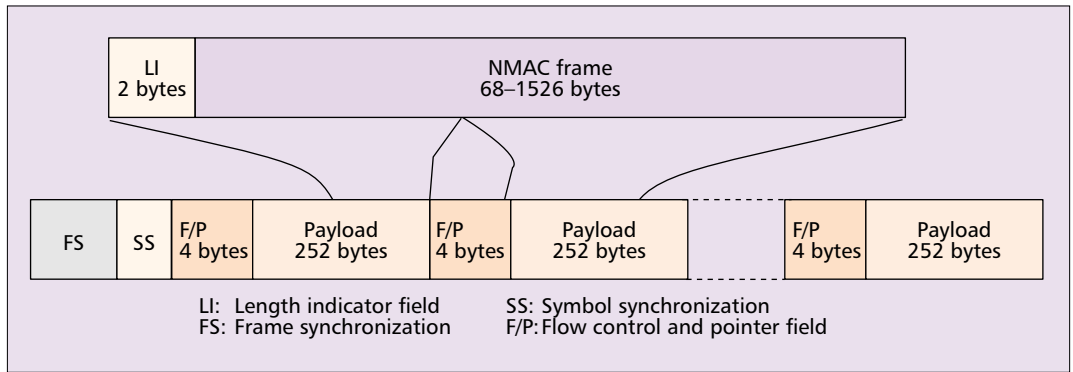 LI
2 bytes
NMAC frame
68–1526 bytes
FS
SS
F/P
4 bytes
Payload
252 bytes
F/P
4 bytes
Payload
252 bytes
F/P
4 bytes
Payload
252 bytes
LI: Length indicator field
FS: Frame synchronization
SS: Symbol synchronization
F/P: Flow control and pointer field